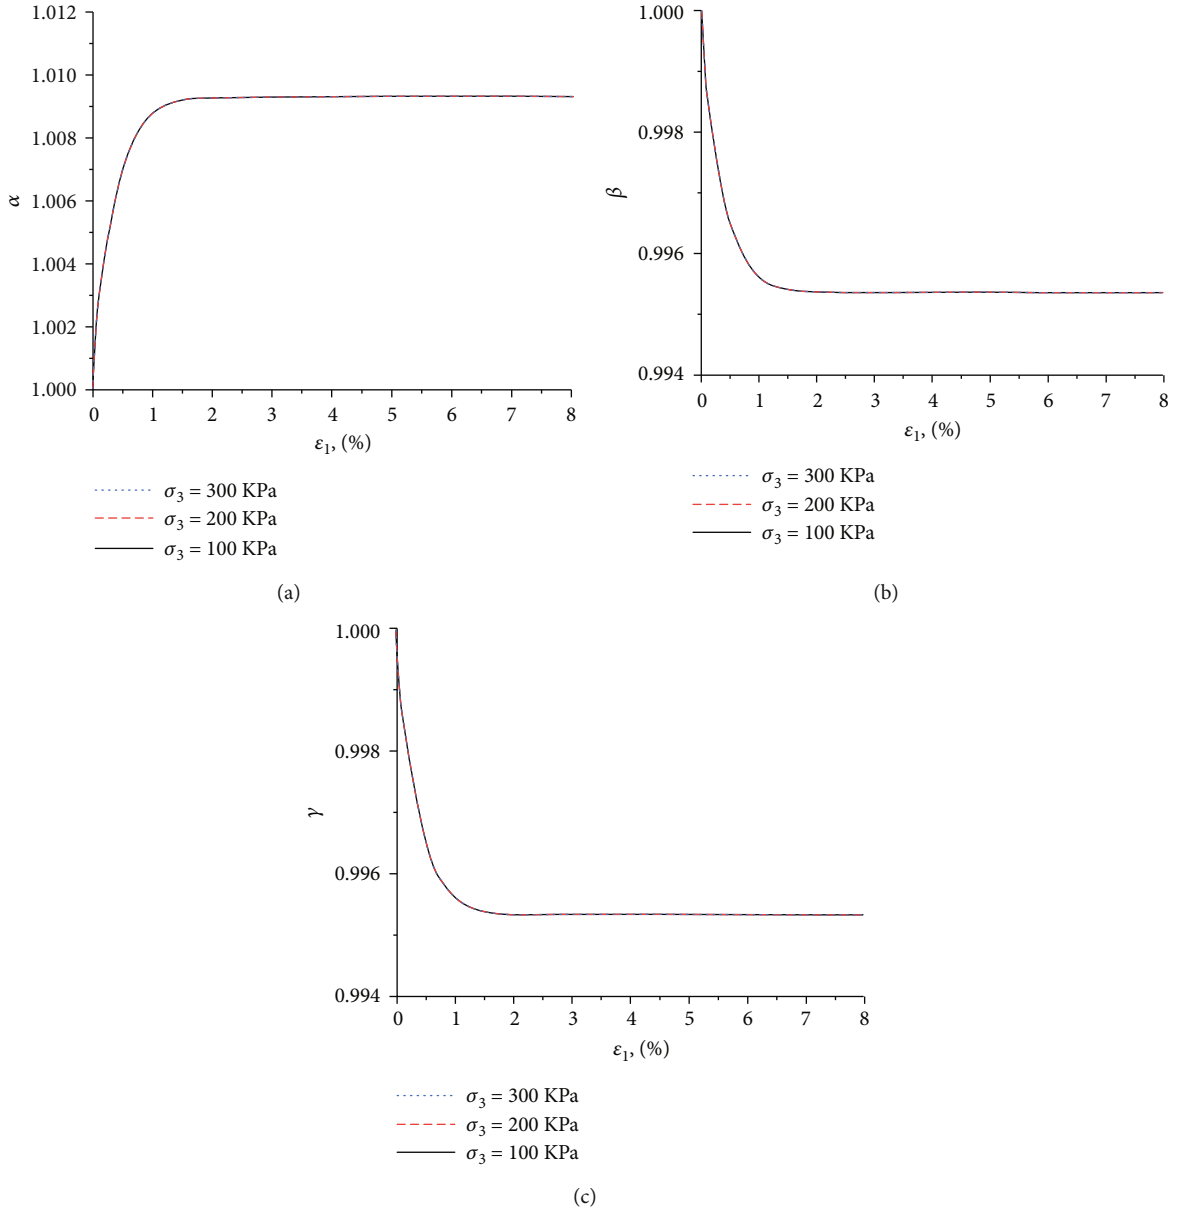 1.012
1.010
1.009
1.006
1.004
1.002
1.000
α
0 1 2 3 4 5 6 7 8
ε1, (%)
σ3 = 300 KPa
σ3 = 200 KPa
σ3 = 100 KPa
(a)
1.000
0.998
0.996
0.994
β
0 1 2 3 4 5 6 7 8
ε1, (%)
σ3 = 300 KPa
σ3 = 200 KPa
σ3 = 100 KPa
(b)
1.000
0.998
0.996
0.994
γ
0 1 2 3 4 5 6 7 8
ε1, (%)
σ3 = 300 KPa
σ3 = 200 KPa
σ3 = 100 KPa
(c)